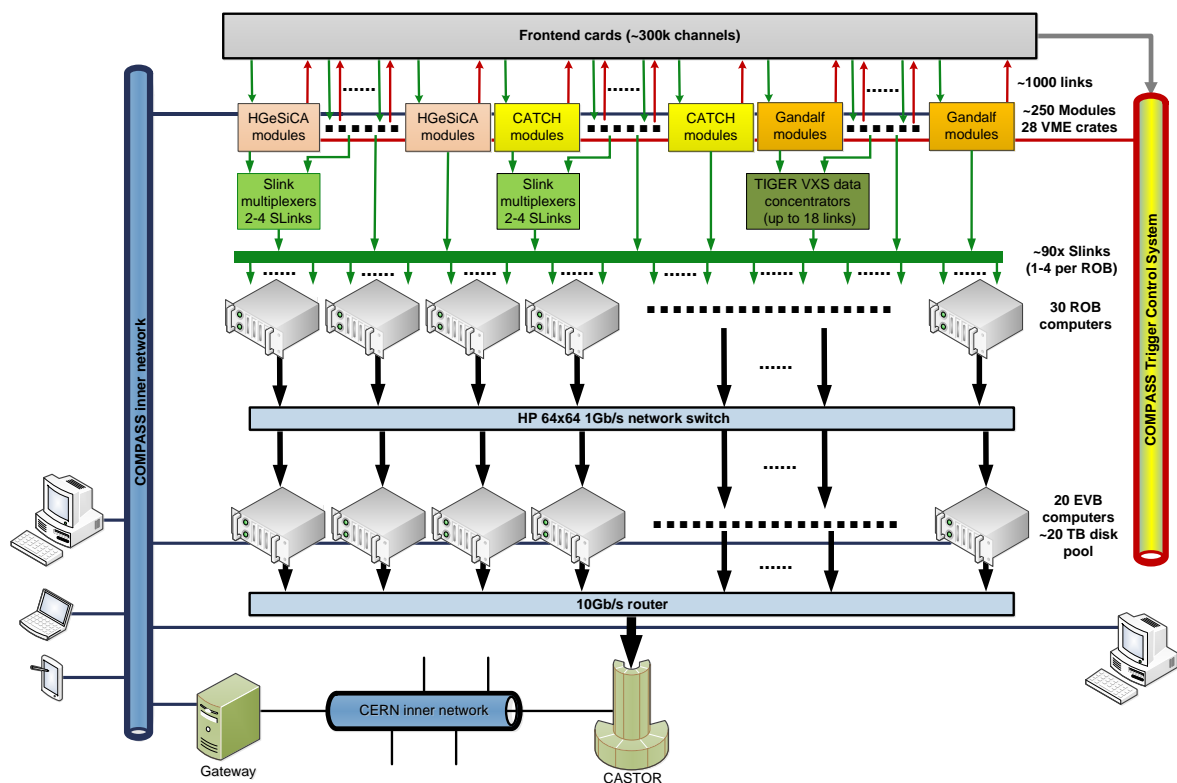 Frontend cards (~300k channels)
~1000 links
HGeSiCA
modules
HGeSiCA
modules
CATCH
modules
CATCH
modules
Gandalf
modules
Gandalf
modules
~250 Modules
28 VME crates
Slink
multiplexers
2-4 SLinks
Slink
multiplexers
2-4 SLinks
TIGER VXS data
concentrators
(up to 18 links)
~90x Slinks
(1-4 per ROB)
30 ROB
computers
COMPASS inner network
COMPASS Trigger Control System
HP 64x64 1Gb/s network switch
20 EVB
computers
~20 TB disk
pool
10Gb/s router
CERN inner network
Gateway
CASTOR